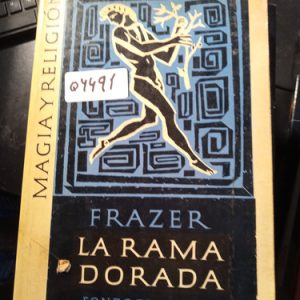 MAGIA Y RELIGIÓN
Q4491
FRAZER
LA RAMA
DORADA